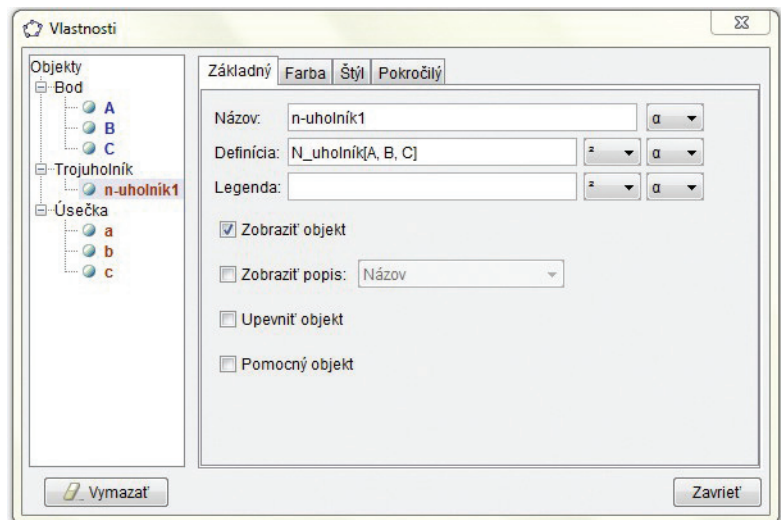 Vlastnosti
Objekty
Bod
A
B
C
Trojuholník
n-uholník1
Úsečka
a
b
c
Základný Farba Štýl Pokročilý
Názov: n-uholník1 α
Definícia: N_uholník[A, B, C] ² α
Legenda: ² α
Zobraziť objekt
Zobraziť popis: Názov
Upevniť objekt
Pomocný objekt
Vymazať
Zavrieť